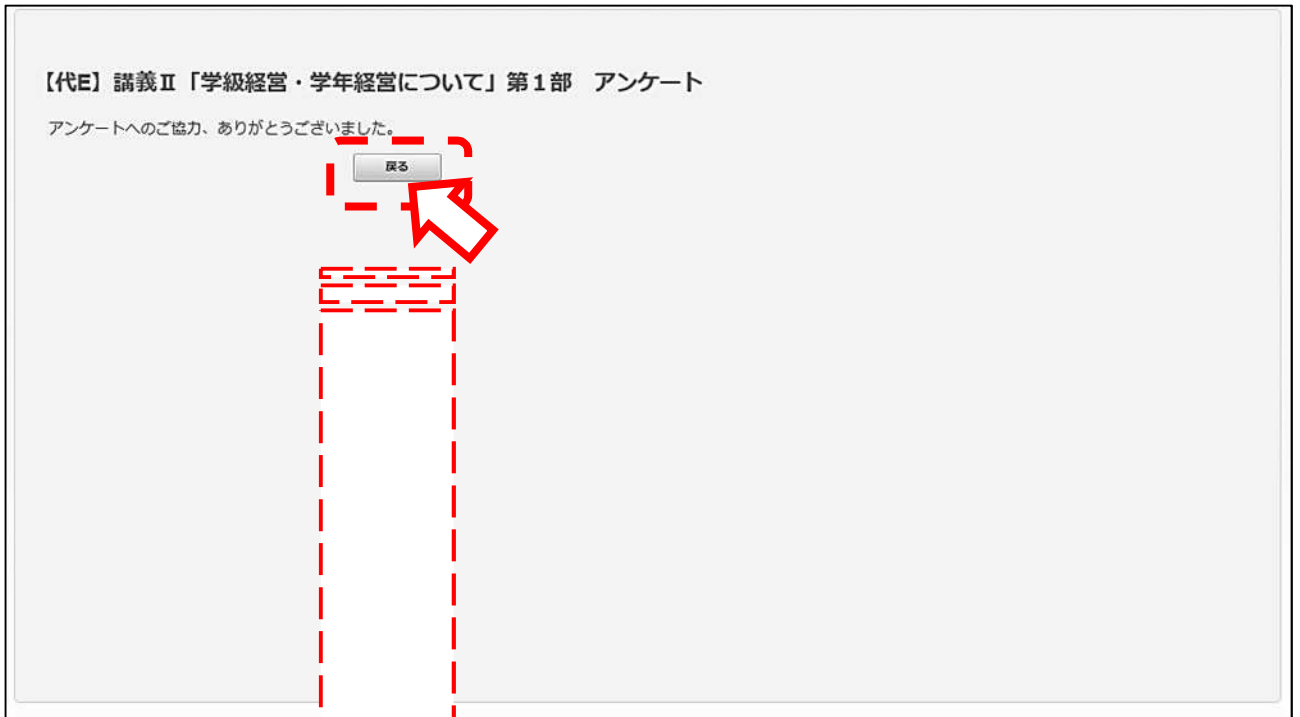 【代E】講義Ⅱ「学級経営・学年経営について」第１部　アンケート
アンケートへのご協力、ありがとうございました。
戻る